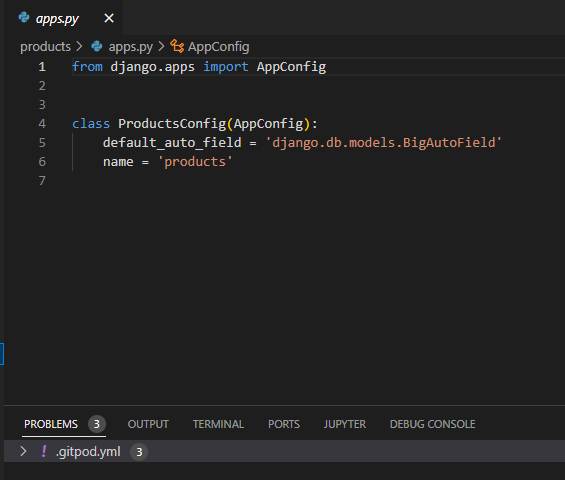 apps.py
products > apps.py > AppConfig
1 from django.apps import AppConfig
2
3
4 class ProductsConfig(AppConfig):
5     default_auto_field = 'django.db.models.BigAutoField'
6     name = 'products'
7
PROBLEMS 3 OUTPUT TERMINAL PORTS JUPYTER DEBUG CONSOLE
> ! .gitpod.yml 3